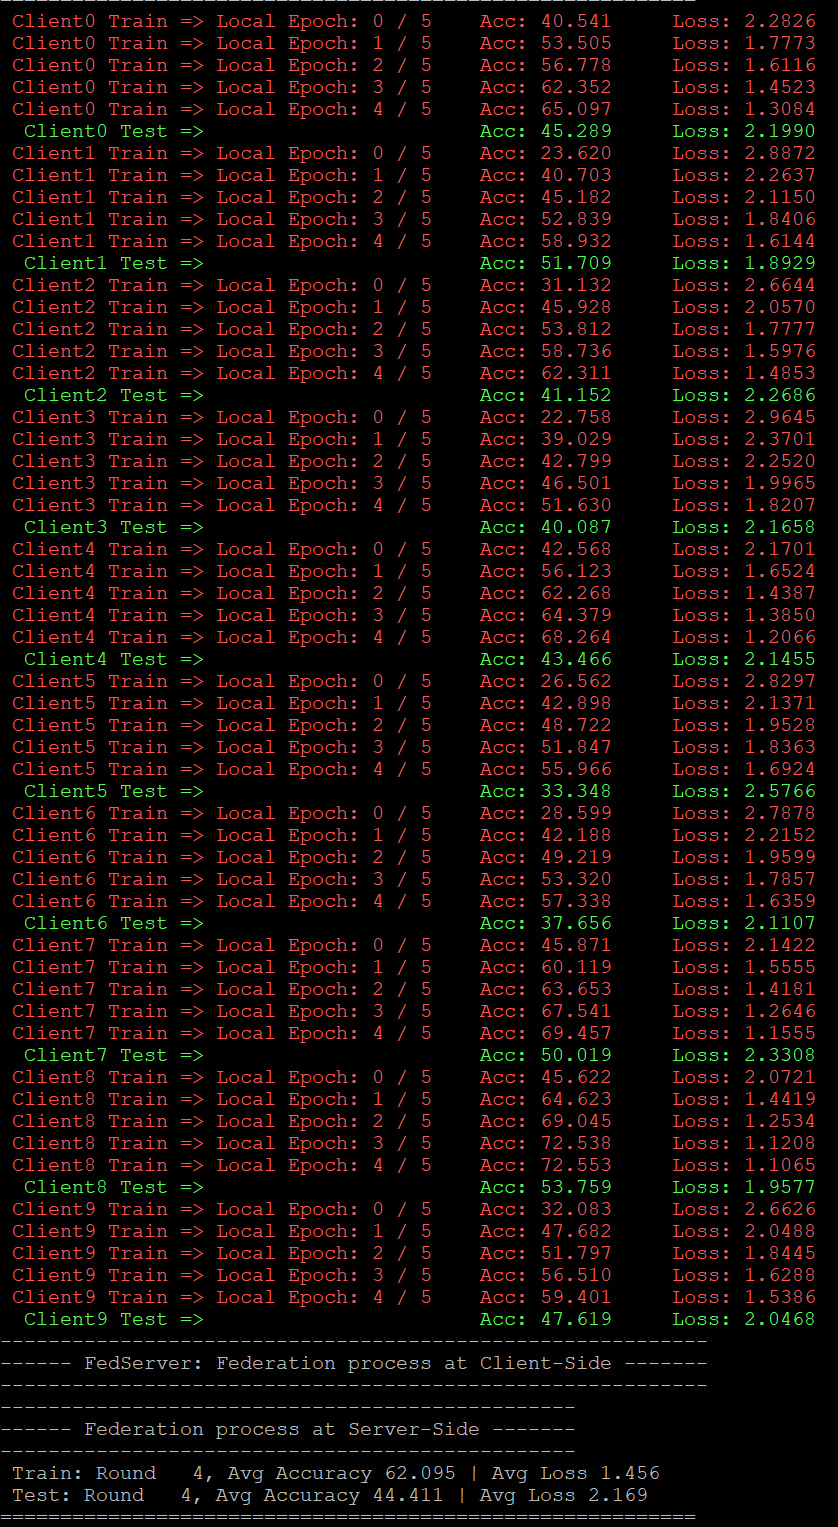 ==========================================================
Client0 Train => Local Epoch: 0 / 5 Acc: 40.541 Loss: 2.2826
Client0 Train => Local Epoch: 1 / 5 Acc: 53.505 Loss: 1.7773
Client0 Train => Local Epoch: 2 / 5 Acc: 56.778 Loss: 1.6116
Client0 Train => Local Epoch: 3 / 5 Acc: 62.352 Loss: 1.4523
Client0 Train => Local Epoch: 4 / 5 Acc: 65.097 Loss: 1.3084
Client0 Test => Acc: 45.289 Loss: 2.1990
Client1 Train => Local Epoch: 0 / 5 Acc: 23.620 Loss: 2.8872
Client1 Train => Local Epoch: 1 / 5 Acc: 40.703 Loss: 2.2637
Client1 Train => Local Epoch: 2 / 5 Acc: 45.182 Loss: 2.1150
Client1 Train => Local Epoch: 3 / 5 Acc: 52.839 Loss: 1.8406
Client1 Train => Local Epoch: 4 / 5 Acc: 58.932 Loss: 1.6144
Client1 Test => Acc: 51.709 Loss: 1.8929
Client2 Train => Local Epoch: 0 / 5 Acc: 31.132 Loss: 2.6644
Client2 Train => Local Epoch: 1 / 5 Acc: 45.928 Loss: 2.0570
Client2 Train => Local Epoch: 2 / 5 Acc: 53.812 Loss: 1.7777
Client2 Train => Local Epoch: 3 / 5 Acc: 58.736 Loss: 1.5976
Client2 Train => Local Epoch: 4 / 5 Acc: 62.311 Loss: 1.4853
Client2 Test => Acc: 41.152 Loss: 2.2686
Client3 Train => Local Epoch: 0 / 5 Acc: 22.758 Loss: 2.9645
Client3 Train => Local Epoch: 1 / 5 Acc: 39.029 Loss: 2.3701
Client3 Train => Local Epoch: 2 / 5 Acc: 42.799 Loss: 2.2520
Client3 Train => Local Epoch: 3 / 5 Acc: 46.501 Loss: 1.9965
Client3 Train => Local Epoch: 4 / 5 Acc: 51.630 Loss: 1.8207
Client3 Test => Acc: 40.087 Loss: 2.1658
Client4 Train => Local Epoch: 0 / 5 Acc: 42.568 Loss: 2.1701
Client4 Train => Local Epoch: 1 / 5 Acc: 56.123 Loss: 1.6524
Client4 Train => Local Epoch: 2 / 5 Acc: 62.268 Loss: 1.4387
Client4 Train => Local Epoch: 3 / 5 Acc: 64.379 Loss: 1.3850
Client4 Train => Local Epoch: 4 / 5 Acc: 68.264 Loss: 1.2066
Client4 Test => Acc: 43.466 Loss: 2.1455
Client5 Train => Local Epoch: 0 / 5 Acc: 26.562 Loss: 2.8297
Client5 Train => Local Epoch: 1 / 5 Acc: 42.898 Loss: 2.1371
Client5 Train => Local Epoch: 2 / 5 Acc: 48.722 Loss: 1.9528
Client5 Train => Local Epoch: 3 / 5 Acc: 51.847 Loss: 1.8363
Client5 Train => Local Epoch: 4 / 5 Acc: 55.966 Loss: 1.6924
Client5 Test => Acc: 33.348 Loss: 2.5766
Client6 Train => Local Epoch: 0 / 5 Acc: 28.599 Loss: 2.7878
Client6 Train => Local Epoch: 1 / 5 Acc: 42.188 Loss: 2.2152
Client6 Train => Local Epoch: 2 / 5 Acc: 49.219 Loss: 1.9599
Client6 Train => Local Epoch: 3 / 5 Acc: 53.320 Loss: 1.7857
Client6 Train => Local Epoch: 4 / 5 Acc: 57.338 Loss: 1.6359
Client6 Test => Acc: 37.656 Loss: 2.1107
Client7 Train => Local Epoch: 0 / 5 Acc: 45.871 Loss: 2.1422
Client7 Train => Local Epoch: 1 / 5 Acc: 60.119 Loss: 1.5555
Client7 Train => Local Epoch: 2 / 5 Acc: 63.653 Loss: 1.4181
Client7 Train => Local Epoch: 3 / 5 Acc: 67.541 Loss: 1.2646
Client7 Train => Local Epoch: 4 / 5 Acc: 69.457 Loss: 1.1555
Client7 Test => Acc: 50.019 Loss: 2.3308
Client8 Train => Local Epoch: 0 / 5 Acc: 45.622 Loss: 2.0721
Client8 Train => Local Epoch: 1 / 5 Acc: 64.623 Loss: 1.4419
Client8 Train => Local Epoch: 2 / 5 Acc: 69.045 Loss: 1.2534
Client8 Train => Local Epoch: 3 / 5 Acc: 72.538 Loss: 1.1208
Client8 Train => Local Epoch: 4 / 5 Acc: 72.553 Loss: 1.1065
Client8 Test => Acc: 53.759 Loss: 1.9577
Client9 Train => Local Epoch: 0 / 5 Acc: 32.083 Loss: 2.6626
Client9 Train => Local Epoch: 1 / 5 Acc: 47.682 Loss: 2.0488
Client9 Train => Local Epoch: 2 / 5 Acc: 51.797 Loss: 1.8445
Client9 Train => Local Epoch: 3 / 5 Acc: 56.510 Loss: 1.6288
Client9 Train => Local Epoch: 4 / 5 Acc: 59.401 Loss: 1.5386
Client9 Test => Acc: 47.619 Loss: 2.0468
-----------------------------------------------------------
------ FedServer: Federation process at Client-Side -------
-----------------------------------------------------------
------------------------------------------------
------ Federation process at Server-Side -------
------------------------------------------------
Train: Round 4, Avg Accuracy 62.095 | Avg Loss 1.456
Test: Round 4, Avg Accuracy 44.411 | Avg Loss 2.169
==========================================================